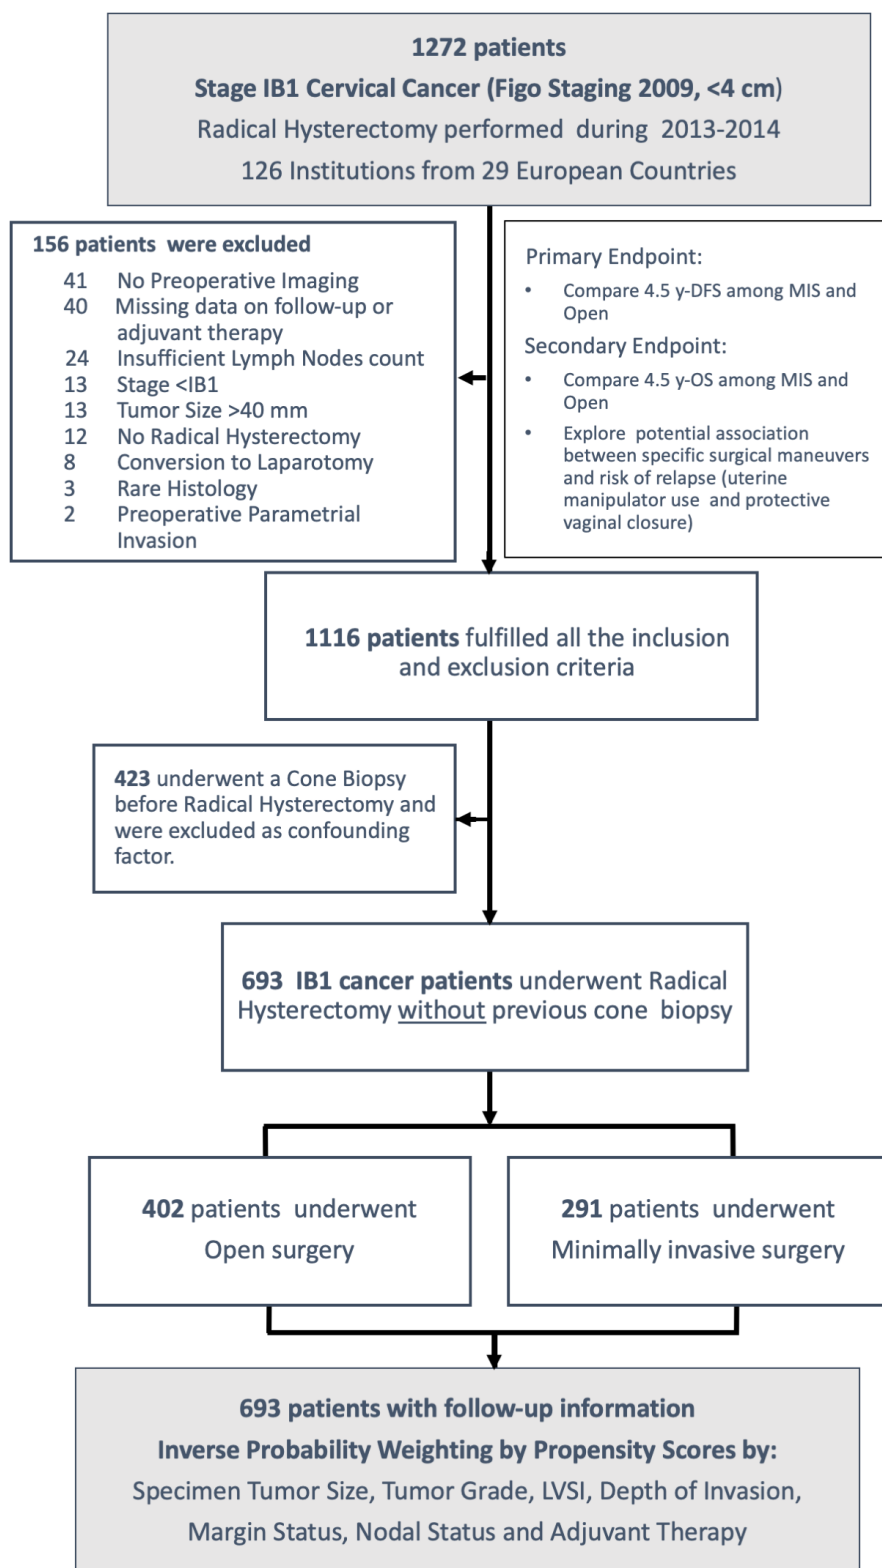 1272 patients
Stage IB1 Cervical Cancer (Figo Staging 2009, <4 cm)
Radical Hysterectomy performed during 2013-2014
126 Institutions from 29 European Countries
156 patients were excluded
41 No Preoperative Imaging
40 Missing data on follow-up or
adjuvant therapy
24 Insufficient Lymph Nodes count
13 Stage <IB1
13 Tumor Size >40 mm
12 No Radical Hysterectomy
8 Conversion to Laparotomy
3 Rare Histology
2 Preoperative Parametrial
Invasion
Primary Endpoint:
• Compare 4.5 y-DFS among MIS and
Open
Secondary Endpoint:
• Compare 4.5 y-OS among MIS and
Open
• Explore potential association
between specific surgical maneuvers
and risk of relapse (uterine
manipulator use and protective
vaginal closure)
1116 patients fulfilled all the inclusion
and exclusion criteria
423 underwent a Cone Biopsy
before Radical Hysterectomy and
were excluded as confounding
factor.
693 IB1 cancer patients underwent Radical
Hysterectomy without previous cone biopsy
402 patients underwent
Open surgery
291 patients underwent
Minimally invasive surgery
693 patients with follow-up information
Inverse Probability Weighting by Propensity Scores by:
Specimen Tumor Size, Tumor Grade, LVSI, Depth of Invasion,
Margin Status, Nodal Status and Adjuvant Therapy